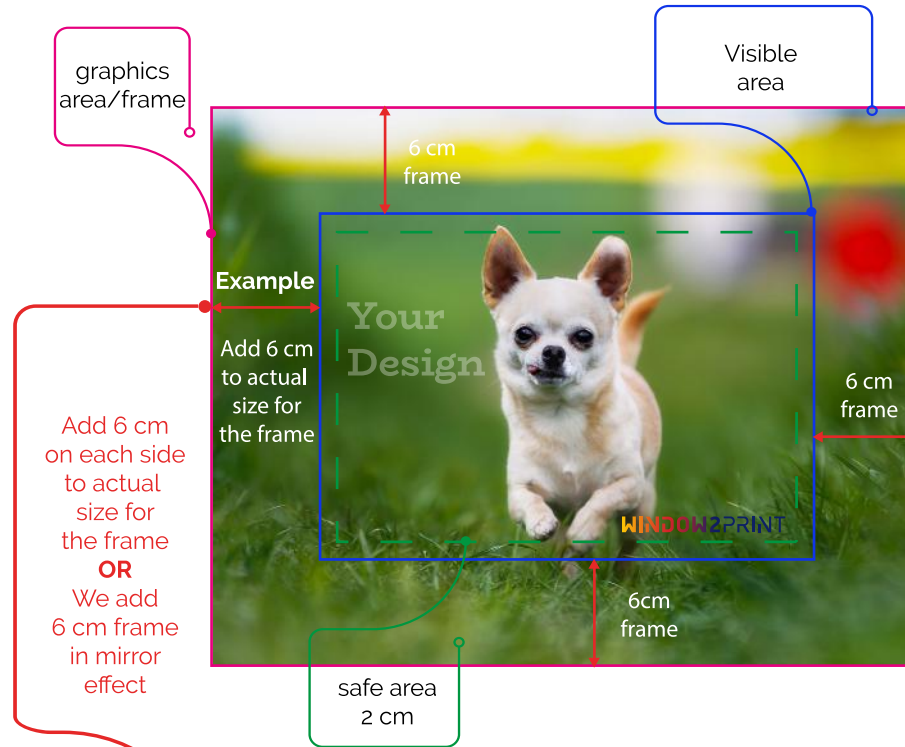 graphics
area/frame
Visible
area
6 cm
frame
Example
Add 6 cm
to actual
size for
the frame
Your
Design
6 cm
frame
Add 6 cm
on each side
to actual
size for
the frame
OR
We add
6 cm frame
in mirror
effect
WINDOW2PRINT
6cm
frame
safe area
2 cm